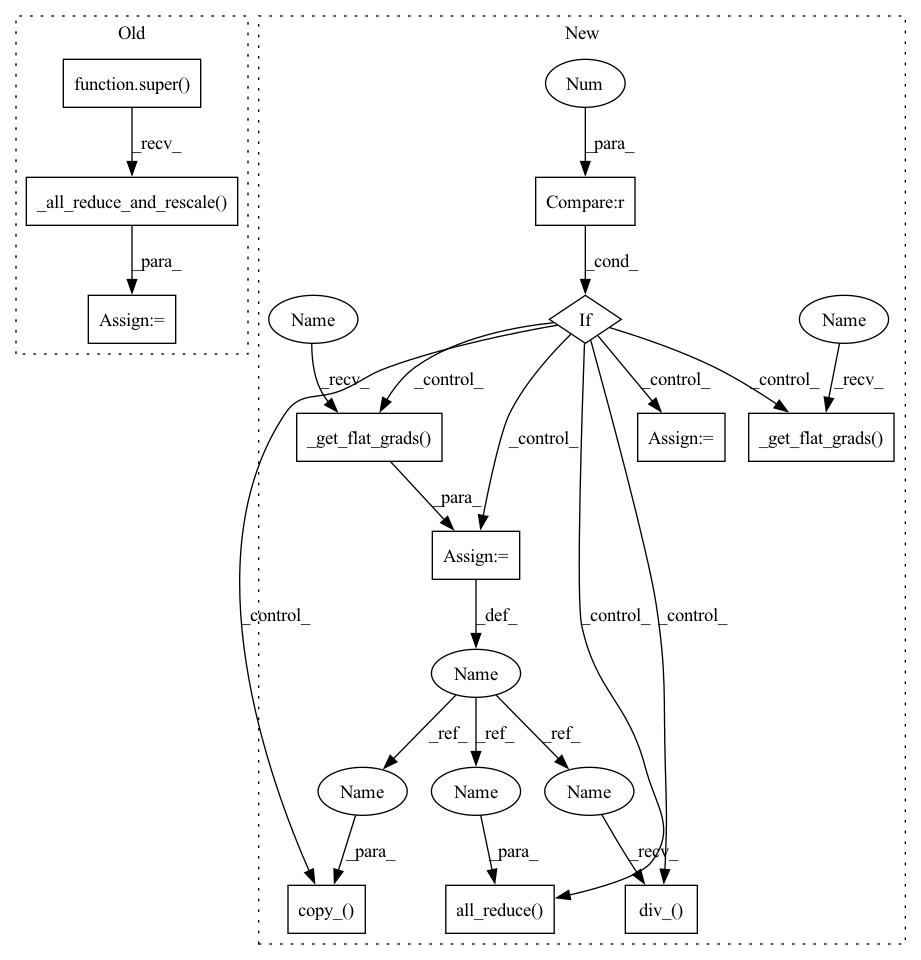 Old
New
function.super()
Num
_recv_
_para_
_all_reduce_and_rescale()
Compare:r
_para_
_cond_
Assign:=
Name
If
Name
_recv_
_control_
_control_
_control_
_control_
_recv_
_get_flat_grads()
Assign:=
_get_flat_grads()
_para_
Assign:=
_control_
_def_
_control_
_control_
Name
_ref_
_ref_
_ref_
Name
Name
Name
_para_
_para_
_recv_
copy_()
all_reduce()
div_()